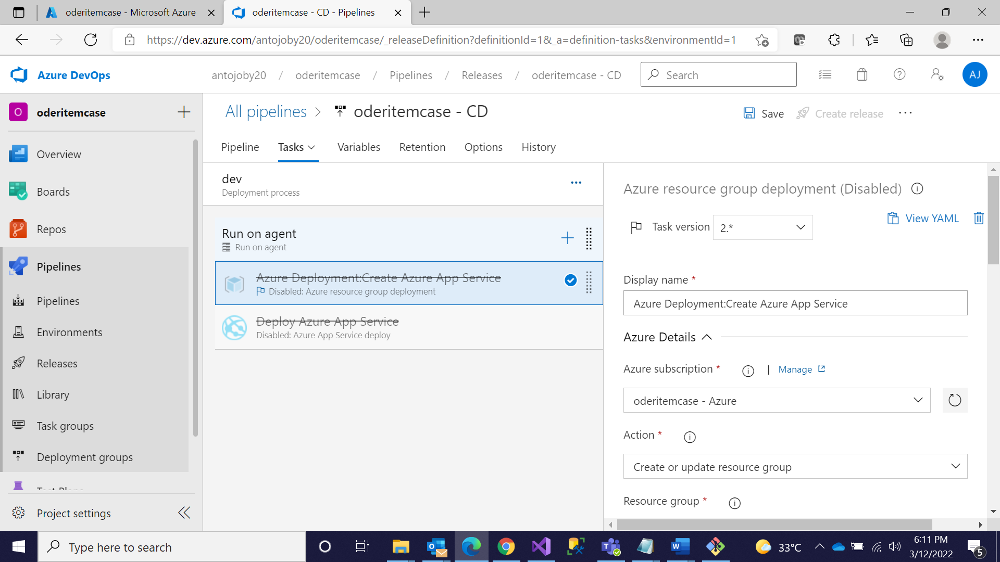 oderitemcase - Microsoft Azure
oderitemcase - CD - Pipelines
https://dev.azure.com/antojoby20/oderitemcase/_releaseDefinition?definitionId=1&_a=definition-tasks&environmentId=1
Azure DevOps
antojoby20 / oderitemcase / Pipelines / Releases / oderitemcase - CD
Search
AJ
O oderitemcase
Overview
Boards
Repos
Pipelines
Pipelines
Environments
Releases
Library
Task groups
Deployment groups
Test Plans
Project settings
All pipelines > oderitemcase - CD
Save
Create release
Pipeline
Tasks
Variables
Retention
Options
History
dev
Deployment process
Run on agent
Run on agent
Azure Deployment:Create Azure App Service
Disabled: Azure resource group deployment
Deploy Azure App Service
Disabled: Azure App Service deploy
Azure resource group deployment (Disabled)
View YAML
Task version 2.*
Display name *
Azure Deployment:Create Azure App Service
Azure Details
Azure subscription * | Manage
oderitemcase - Azure
Action *
Create or update resource group
Resource group *
Type here to search
33°C
6:11 PM
3/12/2022
5